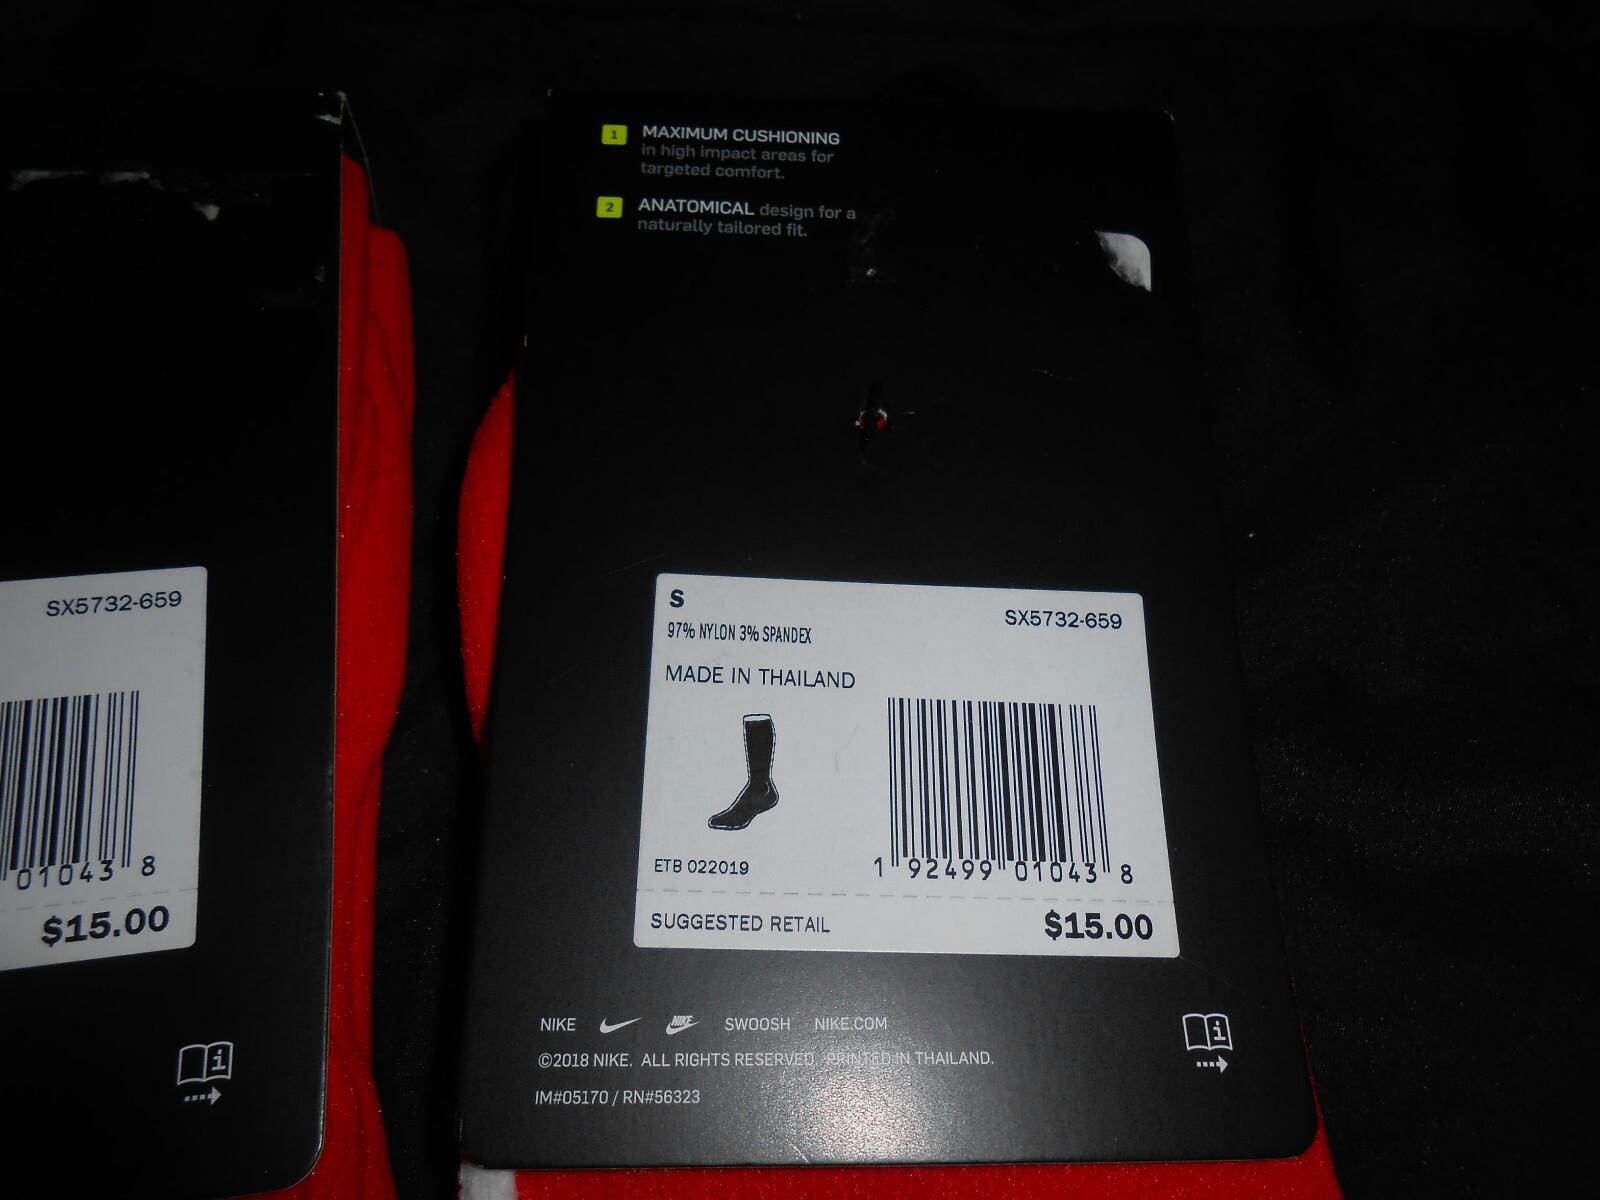 SX5732-659
01043 8
$15.00
1 MAXIMUM CUSHIONING
in high impact areas for
targeted comfort.
2 ANATOMICAL design for a
naturally tailored fit.
S
SX5732-659
97% NYLON 3% SPANDEX
MADE IN THAILAND
ETB 022019
1 92499 01043 8
SUGGESTED RETAIL $15.00
NIKE NIKE SWOOSH NIKE.COM
©2018 NIKE. ALL RIGHTS RESERVED. PRINTED IN THAILAND.
IM#05170 / RN#56323